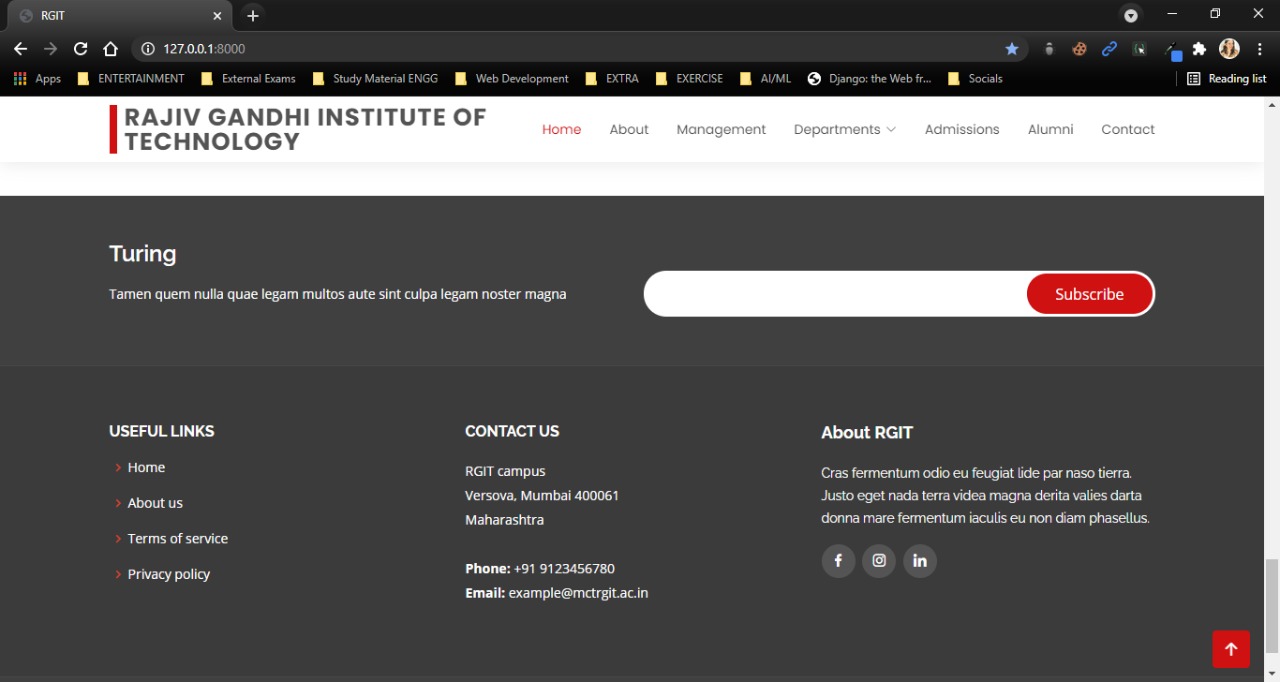 RGIT
127.0.0.1:8000
Apps ENTERTAINMENT External Exams Study Material ENGG Web Development EXTRA EXERCISE AI/ML Django: the Web fr... Socials Reading list
RAJIV GANDHI INSTITUTE OF
TECHNOLOGY
Home About Management Departments Admissions Alumni Contact
Turing
Tamen quem nulla quae legam multos aute sint culpa legam noster magna
Subscribe
USEFUL LINKS
Home
About us
Terms of service
Privacy policy
CONTACT US
RGIT campus
Versova, Mumbai 400061
Maharashtra
Phone: +91 9123456780
Email: example@mctrgit.ac.in
About RGIT
Cras fermentum odio eu feugiat lide par naso tierra.
Justo eget nada terra videa magna derita valies darta
donna mare fermentum iaculis eu non diam phasellus.